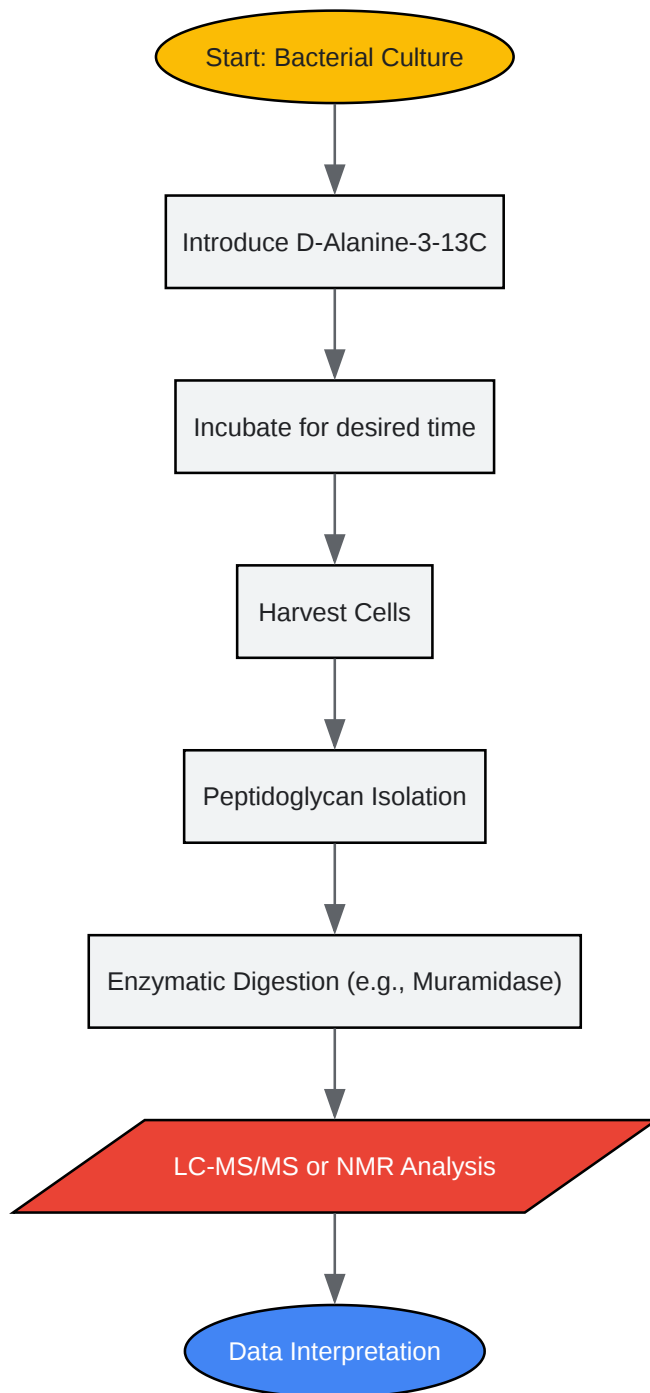 Start: Bacterial Culture
Introduce D-Alanine-3-13C
Incubate for desired time
Harvest Cells
Peptidoglycan Isolation
Enzymatic Digestion (e.g., Muramidase)
LC-MS/MS or NMR Analysis
Data Interpretation